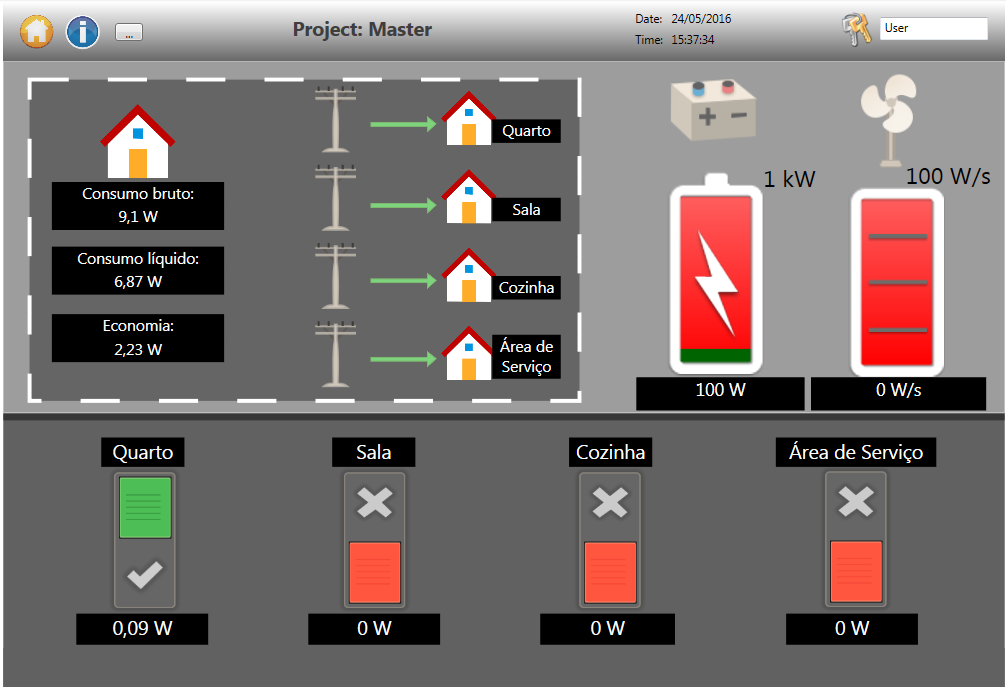 ...
Project: Master
Date: 24/05/2016
Time: 15:37:34
User
Consumo bruto:
9,1 W
Consumo líquido:
6,87 W
Economia:
2,23 W
Quarto
Sala
Cozinha
Área de
Serviço
1 kW
100 W/s
100 W
0 W/s
Quarto
Sala
Cozinha
Área de Serviço
0,09 W
0 W
0 W
0 W